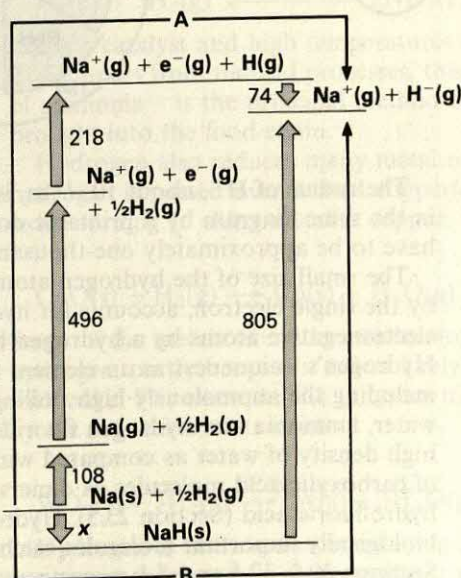 A
Na⁺(g) + e⁻(g) + H(g)
74 Na⁺(g) + H⁻(g)
218
Na⁺(g) + e⁻(g)
+ ½H₂(g)
496
805
Na(g) + ½H₂(g)
108
Na(s) + ½H₂(g)
x NaH(s)
B